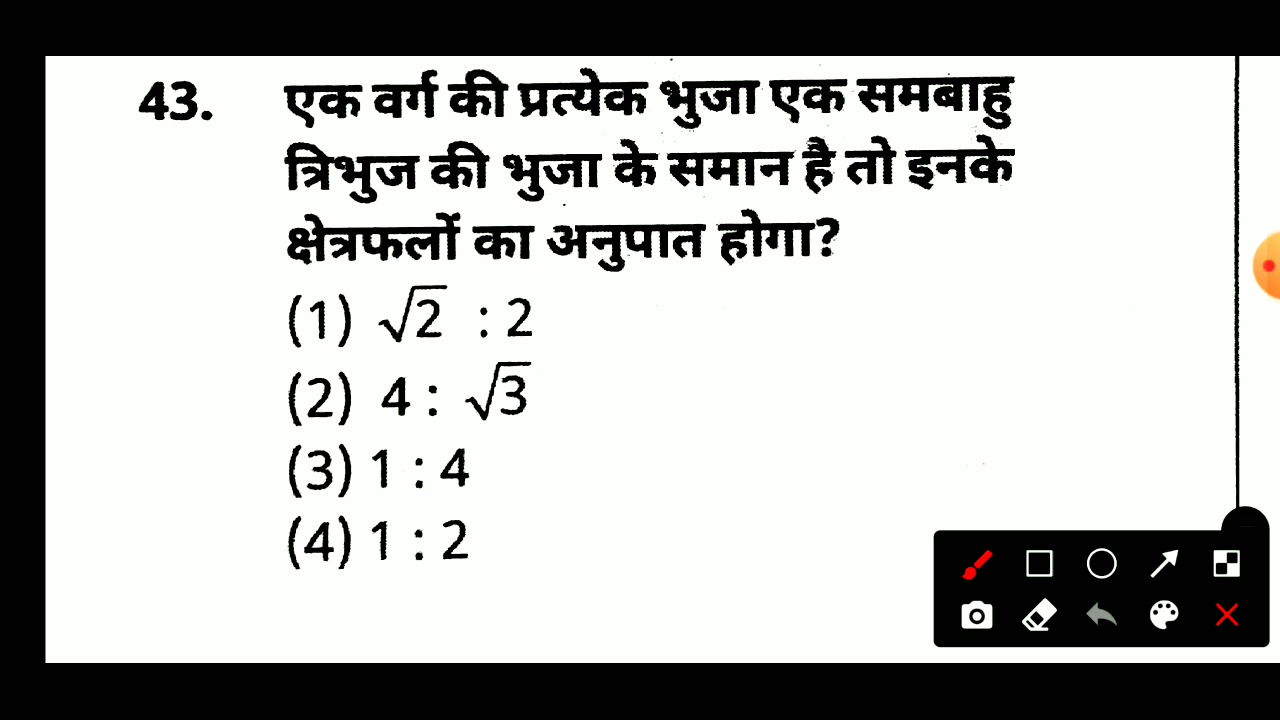 43. एक वर्ग की प्रत्येक भुजा एक समबाहु
त्रिभुज की भुजा के समान है तो इनके
क्षेत्रफलों का अनुपात होगा?
(1) √2 : 2
(2) 4 : √3
(3) 1 : 4
(4) 1 : 2